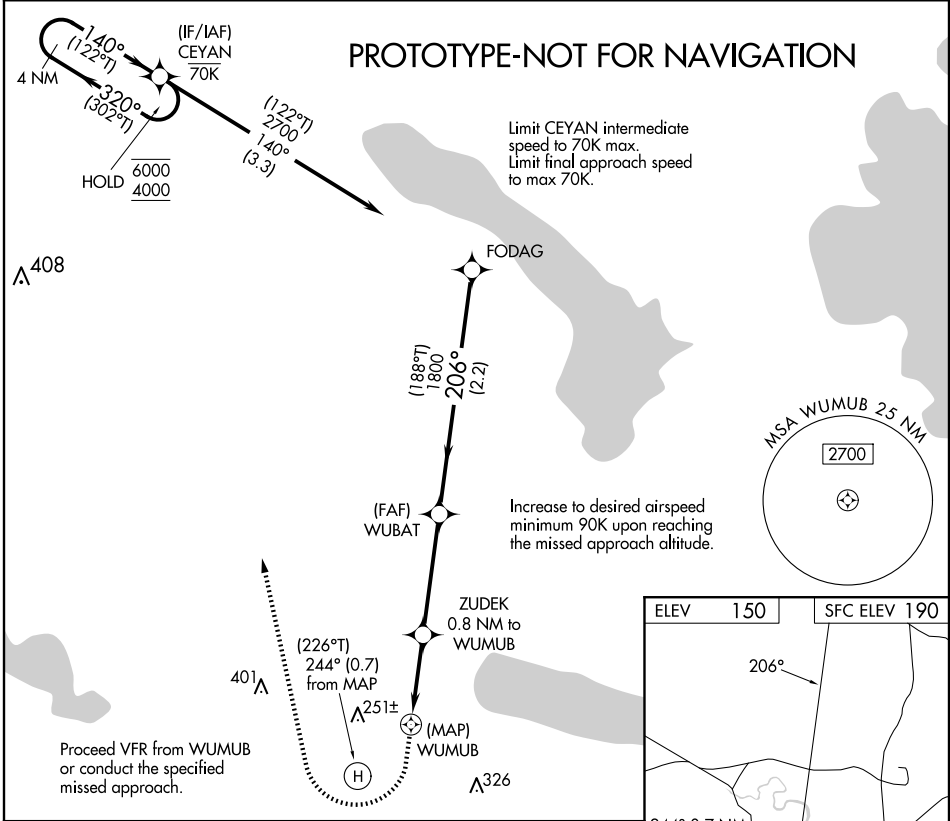 PROTOTYPE-NOT FOR NAVIGATION
140°
(122°T)
4 NM
320°
(302°T)
(IF/IAF)
CEYAN
70K
HOLD 6000
4000
(122°T)
2700
140°
(3.3)
Limit CEYAN intermediate
speed to 70K max.
Limit final approach speed
to max 70K.
408
FODAG
(188°T)
1800
206°
(2.2)
MSA WUMUB 25 NM
2700
(FAF)
WUBAT
Increase to desired airspeed
minimum 90K upon reaching
the missed approach altitude.
ZUDEK
0.8 NM to
WUMUB
(226°T)
244° (0.7)
from MAP
401
251±
(MAP)
WUMUB
H
326
Proceed VFR from WUMUB
or conduct the specified
missed approach.
ELEV 150
SFC ELEV 190
206°